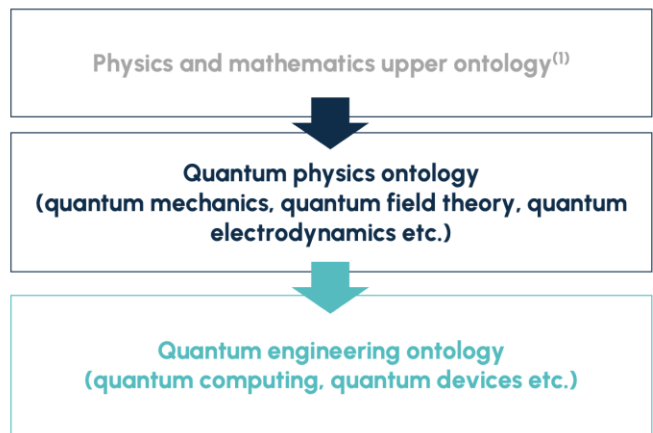 Physics and mathematics upper ontology(1)
Quantum physics ontology
(quantum mechanics, quantum field theory, quantum
electrodynamics etc.)
Quantum engineering ontology
(quantum computing, quantum devices etc.)